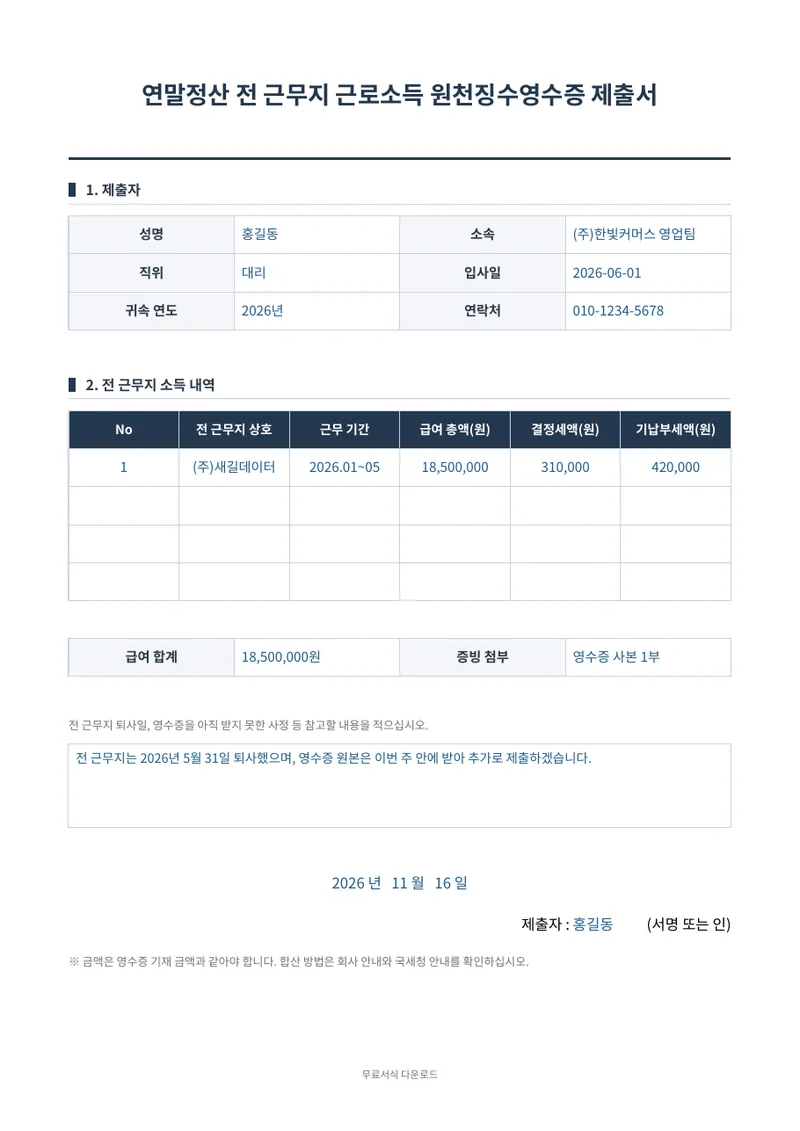 연말정산 전 근무지 근로소득 원천징수영수증 제출서
1. 제출자
성명 홍길동 소속 (주)한빛커머스 영업팀
직위 대리 입사일 2026-06-01
귀속 연도 2026년 연락처 010-1234-5678
2. 전 근무지 소득 내역
No 전 근무지 상호 근무 기간 급여 총액(원) 결정세액(원) 기납부세액(원)
1 (주)새길데이터 2026.01~05 18,500,000 310,000 420,000
급여 합계 18,500,000원 증빙 첨부 영수증 사본 1부
전 근무지 퇴사일, 영수증을 아직 받지 못한 사정 등 참고할 내용을 적으십시오.
전 근무지는 2026년 5월 31일 퇴사했으며, 영수증 원본은 이번 주 안에 받아 추가로 제출하겠습니다.
2026 년 11 월 16 일
제출자 : 홍길동 (서명 또는 인)
※ 금액은 영수증 기재 금액과 같아야 합니다. 합산 방법은 회사 안내와 국세청 안내를 확인하십시오.
무료서식 다운로드